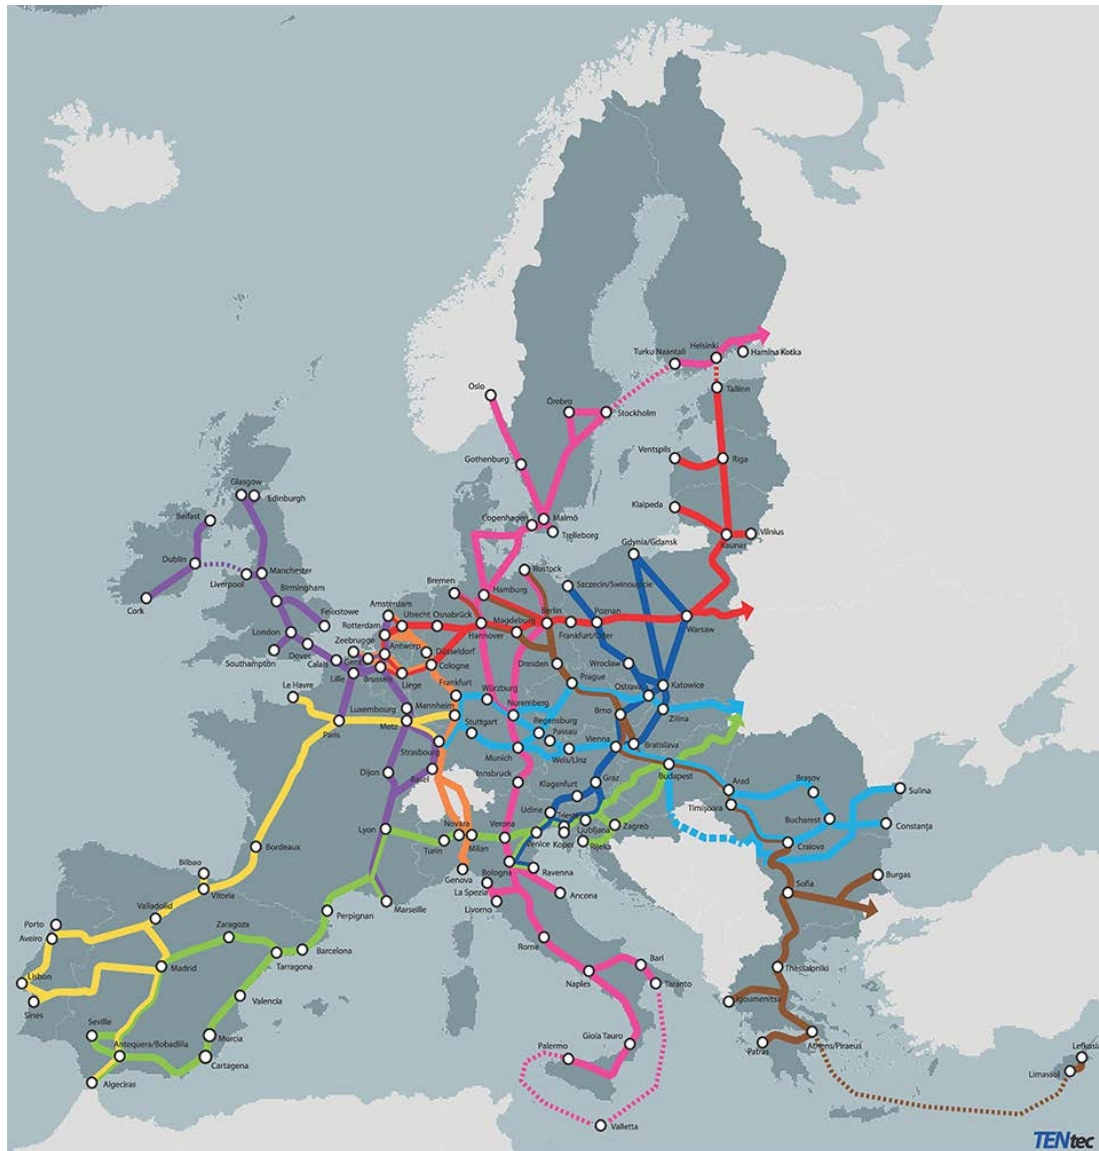 Turku Naantali
Helsinki
Hamina Kotka
Oslo
Örebro
Stockholm
Tallinn
Gothenburg
Ventspils
Riga
Glasgow
Edinburgh
Klaipeda
Belfast
Copenhagen
Malmö
Trelleborg
Kaunas
Vilnius
Gdynia/Gdansk
Dublin
Liverpool
Manchester
Rostock
Bremen
Szczecin/Swinoujscie
Cork
Birmingham
Hamburg
Felixstowe
Amsterdam
Utrecht
Osnabrück
Magdeburg
Berlin
Poznan
Warsaw
London
Rotterdam
Hannover
Frankfurt/Oder
Zeebrugge
Antwerp
Düsseldorf
Dover
Southampton
Calais
Gent
Cologne
Dresden
Wroclaw
Lille
Brussel
Liege
Prague
Le Havre
Frankfurt
Würzburg
Ostrava
Katowice
Luxembourg
Mannheim
Nuremberg
Brno
Zilina
Paris
Metz
Stuttgart
Regensburg
Passau
Strasbourg
Munich
Wels/Linz
Vienna
Bratislava
Dijon
Basel
Innsbruck
Klagenfurt
Graz
Budapest
Arad
Braşov
Sulina
Timişoara
Udine
Trieste
Lyon
Novara
Verona
Ljubljana
Zagreb
Bucharest
Constanţa
Turin
Milan
Venice
Koper
Rijeka
Craiova
Bordeaux
Bilbao
Genova
Bologna
Ravenna
Vitoria
La Spezia
Ancona
Sofia
Burgas
Valladolid
Marseille
Livorno
Porto
Perpignan
Aveiro
Zaragoza
Rome
Barcelona
Madrid
Tarragona
Bari
Thessaloniki
Lisbon
Naples
Taranto
Sines
Valencia
Igoumenitsa
Seville
Murcia
Gioia Tauro
Athens/Piraeus
Antequera/Bobadilla
Patras
Palermo
Lefkosia
Cartagena
Limassol
Algeciras
Valletta
TENtec